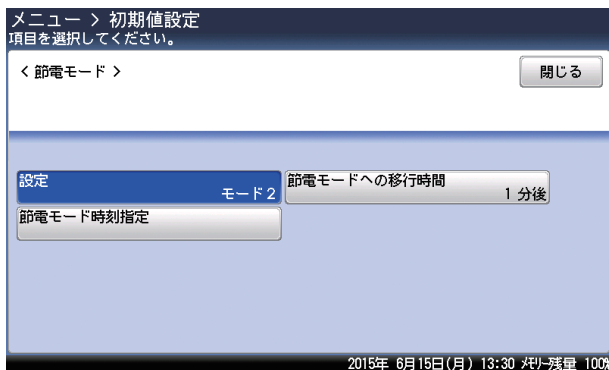 メニュー > 初期値設定
項目を選択してください。
< 節電モード >
閉じる
設定
モード2
節電モードへの移行時間
1 分後
節電モード時刻指定
2015年 6月15日(月) 13:30 ﾒﾓﾘｰ残量 100%